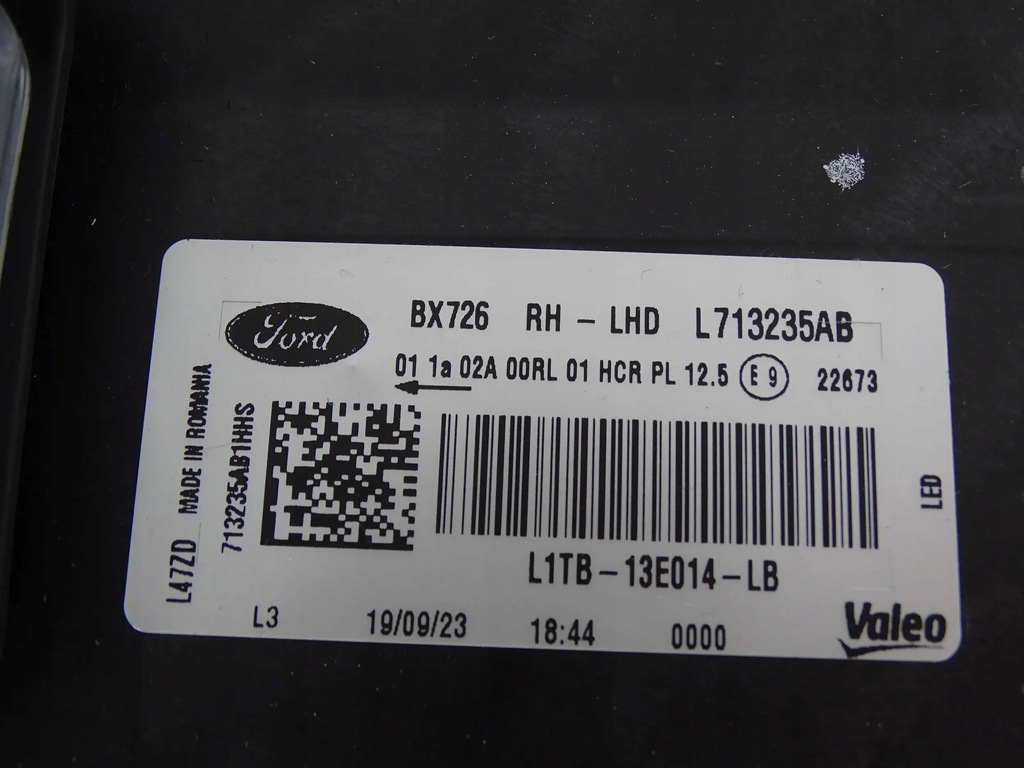 Ford
BX726 RH – LHD L713235AB
01 1a 02A 00RL 01 HCR PL 12.5 E 9 22673
L47ZD MADE IN ROMANIA
713235AB1HHS
LED
L1TB – 13E014 – LB
L3 19/09/23 18:44 0000
Valeo